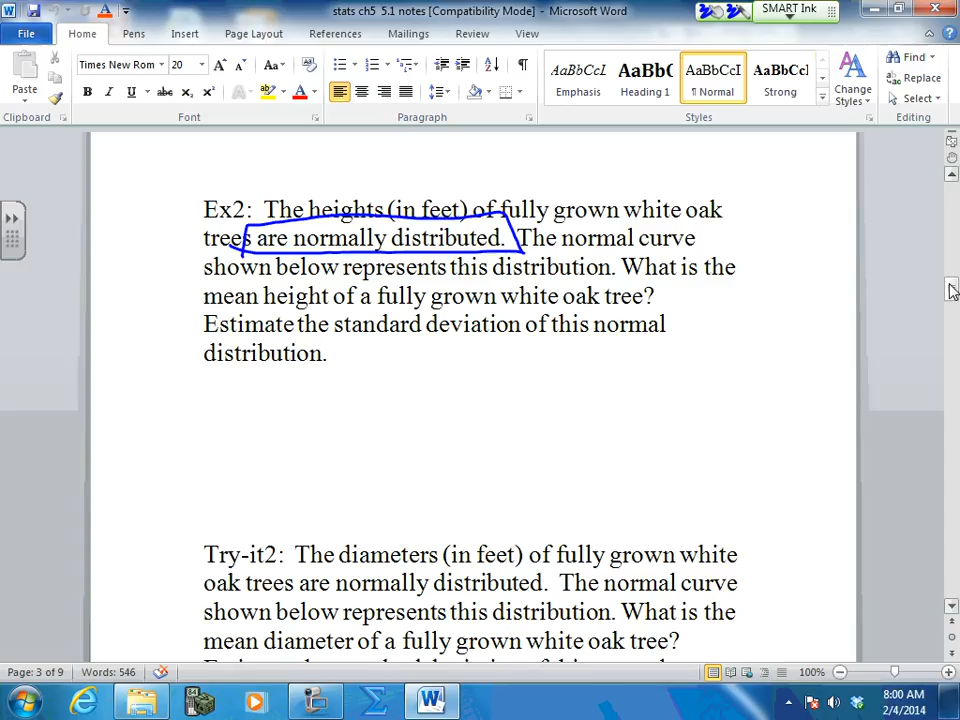 stats ch5 5.1 notes [Compatibility Mode] - Microsoft Word
SMART Ink
File Home Pens Insert Page Layout References Mailings Review View
Times New Rom 20
Aa
AaBbCcI AaBbC AaBbCcI AaBbCcl
Find
Replace
Select
Paste
B I U abc x₂ x²
Emphasis Heading 1 ¶ Normal Strong
Change Styles
Clipboard Font Paragraph Styles Editing
Ex2: The heights (in feet) of fully grown white oak
trees are normally distributed. The normal curve
shown below represents this distribution. What is the
mean height of a fully grown white oak tree?
Estimate the standard deviation of this normal
distribution.
Try-it2: The diameters (in feet) of fully grown white
oak trees are normally distributed. The normal curve
shown below represents this distribution. What is the
mean diameter of a fully grown white oak tree?
Page: 3 of 9 Words: 546 100%
8:00 AM
2/4/2014